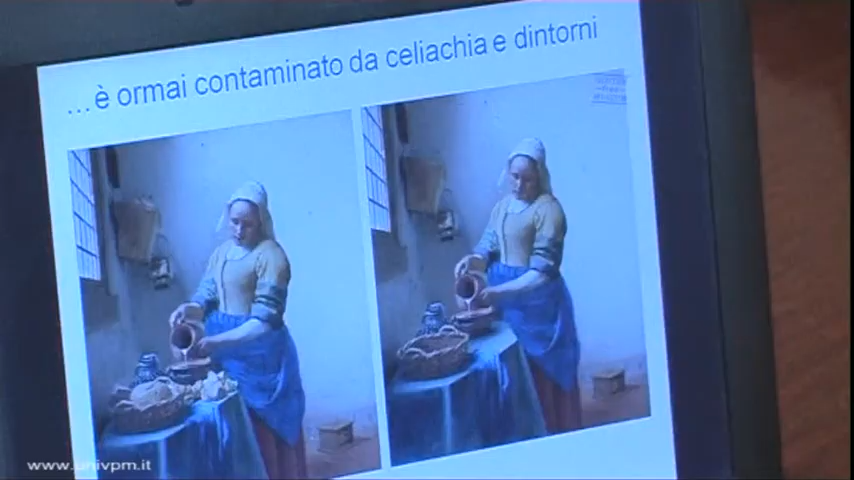 ...è ormai contaminato da celiachia e dintorni
www.univpm.it